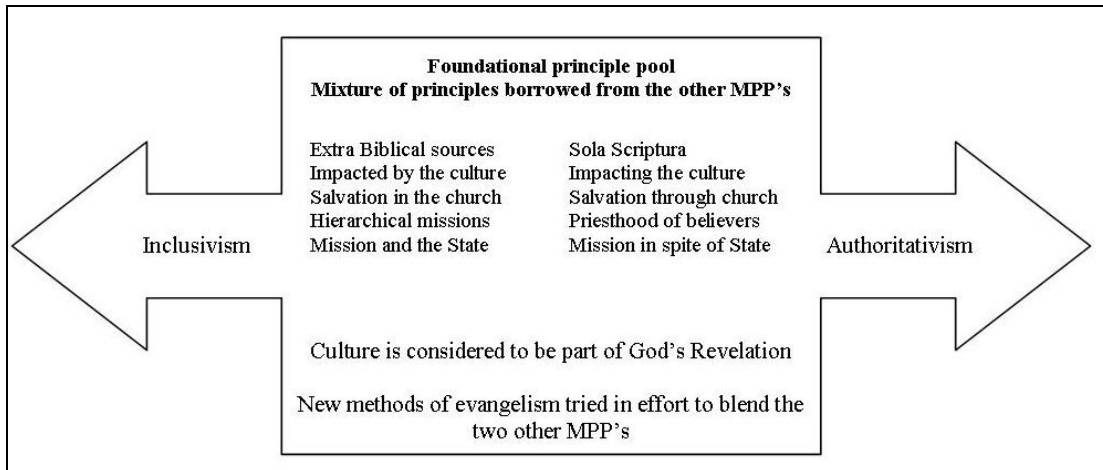 Foundational principle pool
Mixture of principles borrowed from the other MPP's
Extra Biblical sources
Impacted by the culture
Salvation in the church
Hierarchical missions
Mission and the State
Sola Scriptura
Impacting the culture
Salvation through church
Priesthood of believers
Mission in spite of State
Inclusivism
Authoritativism
Culture is considered to be part of God's Revelation
New methods of evangelism tried in effort to blend the
two other MPP's